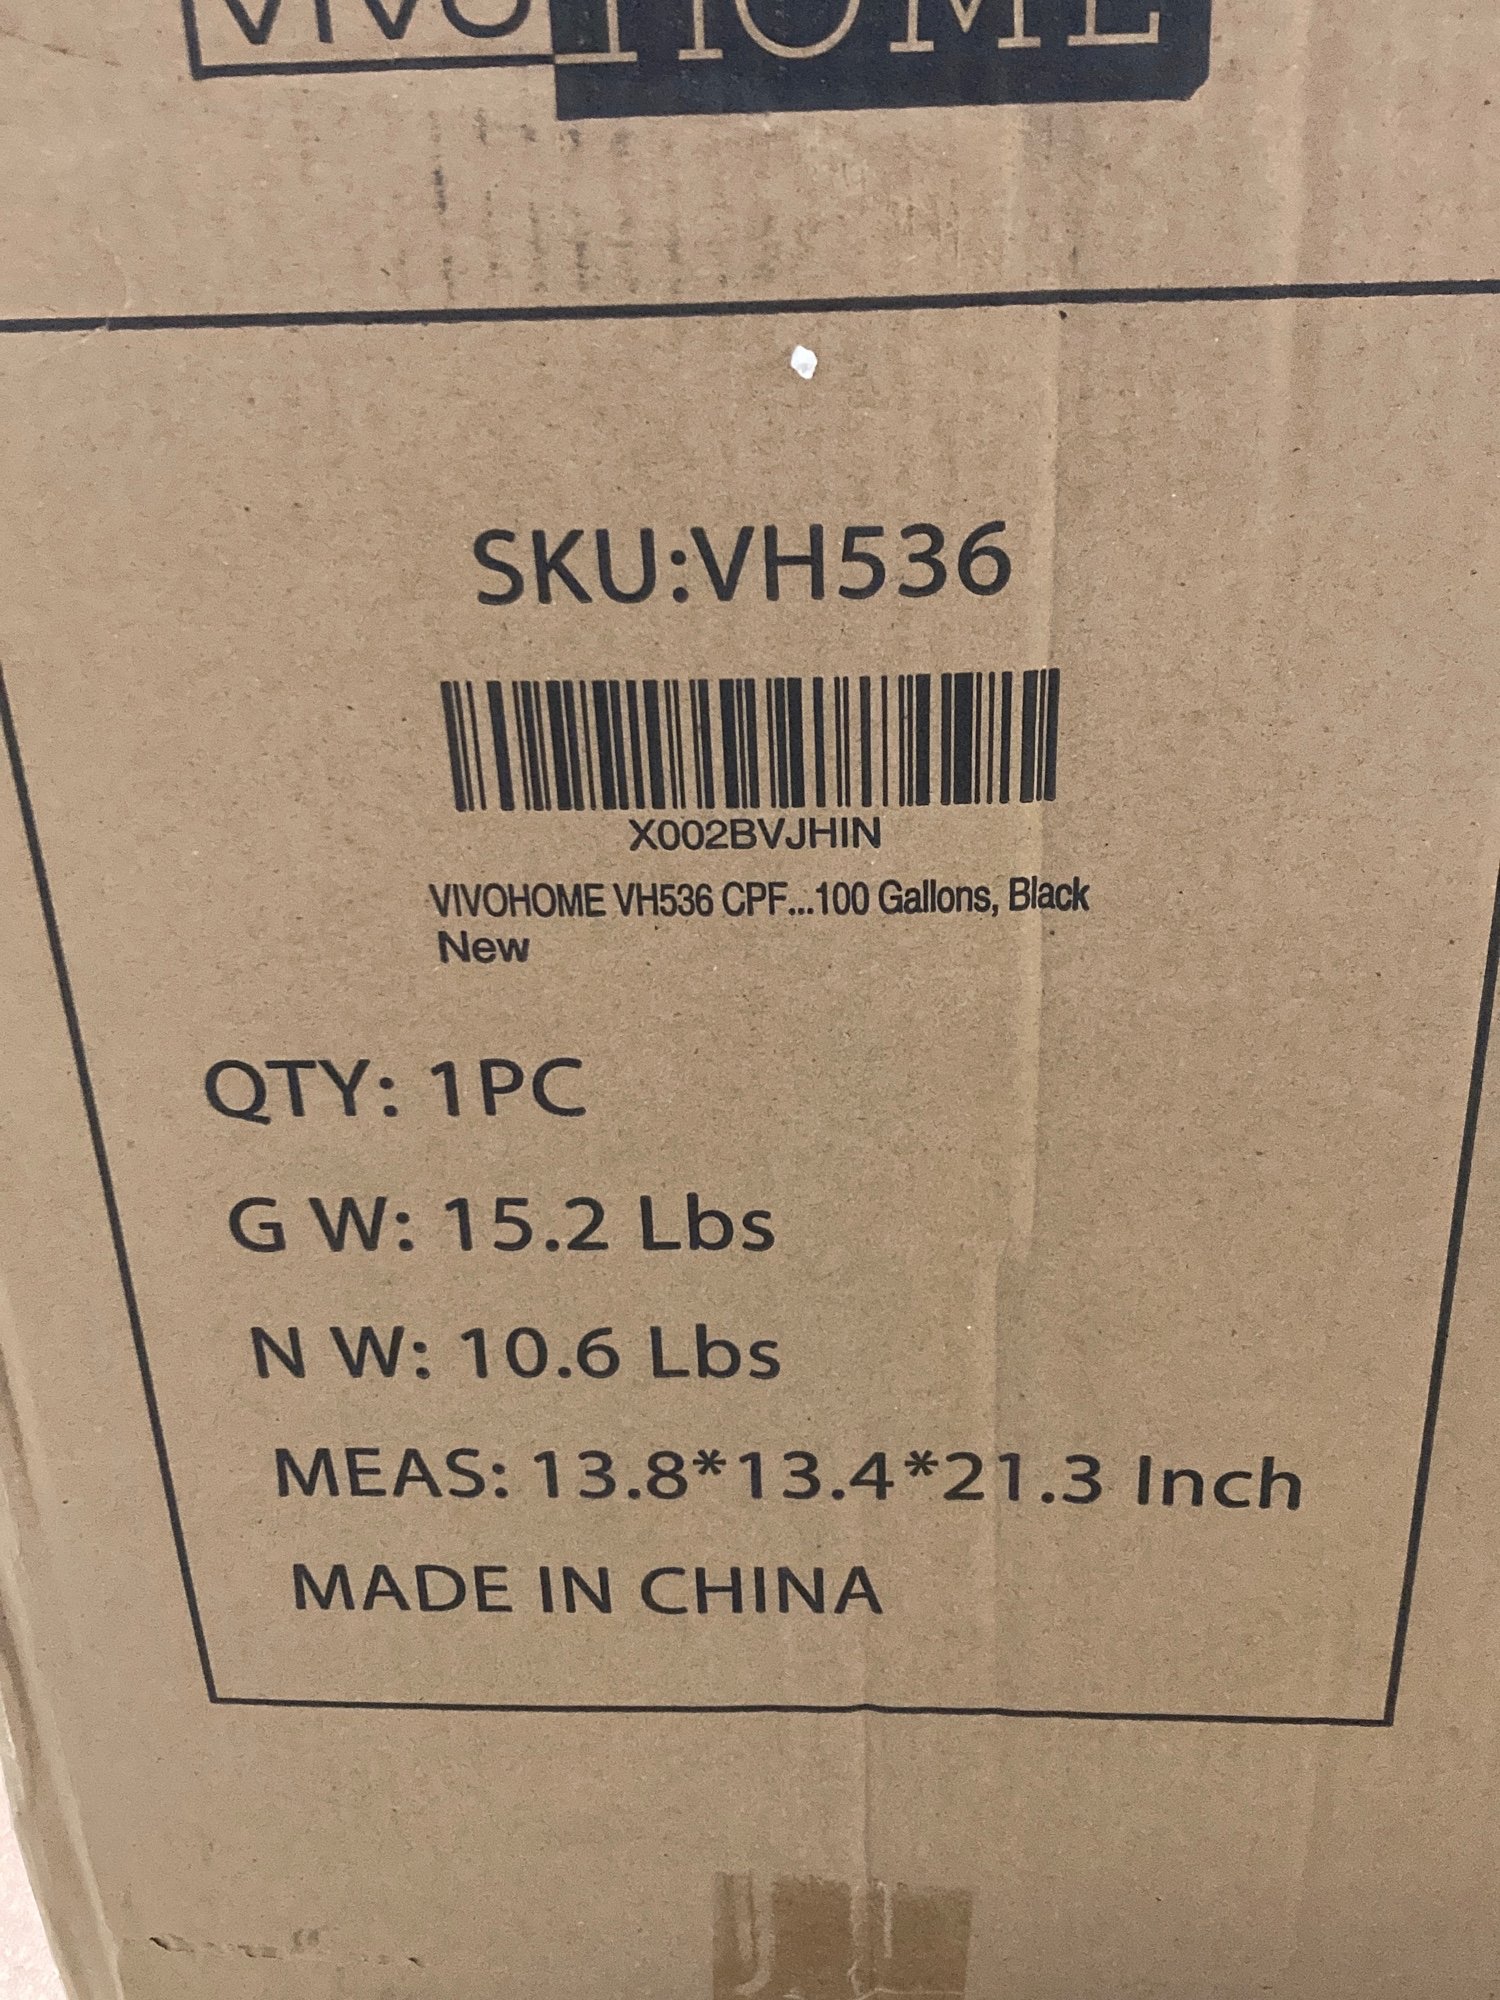 VIVOHOME
SKU:VH536
X002BVJHIN
VIVOHOME VH536 CPF...100 Gallons, Black
New
QTY: 1PC
G W: 15.2 Lbs
N W: 10.6 Lbs
MEAS: 13.8*13.4*21.3 Inch
MADE IN CHINA